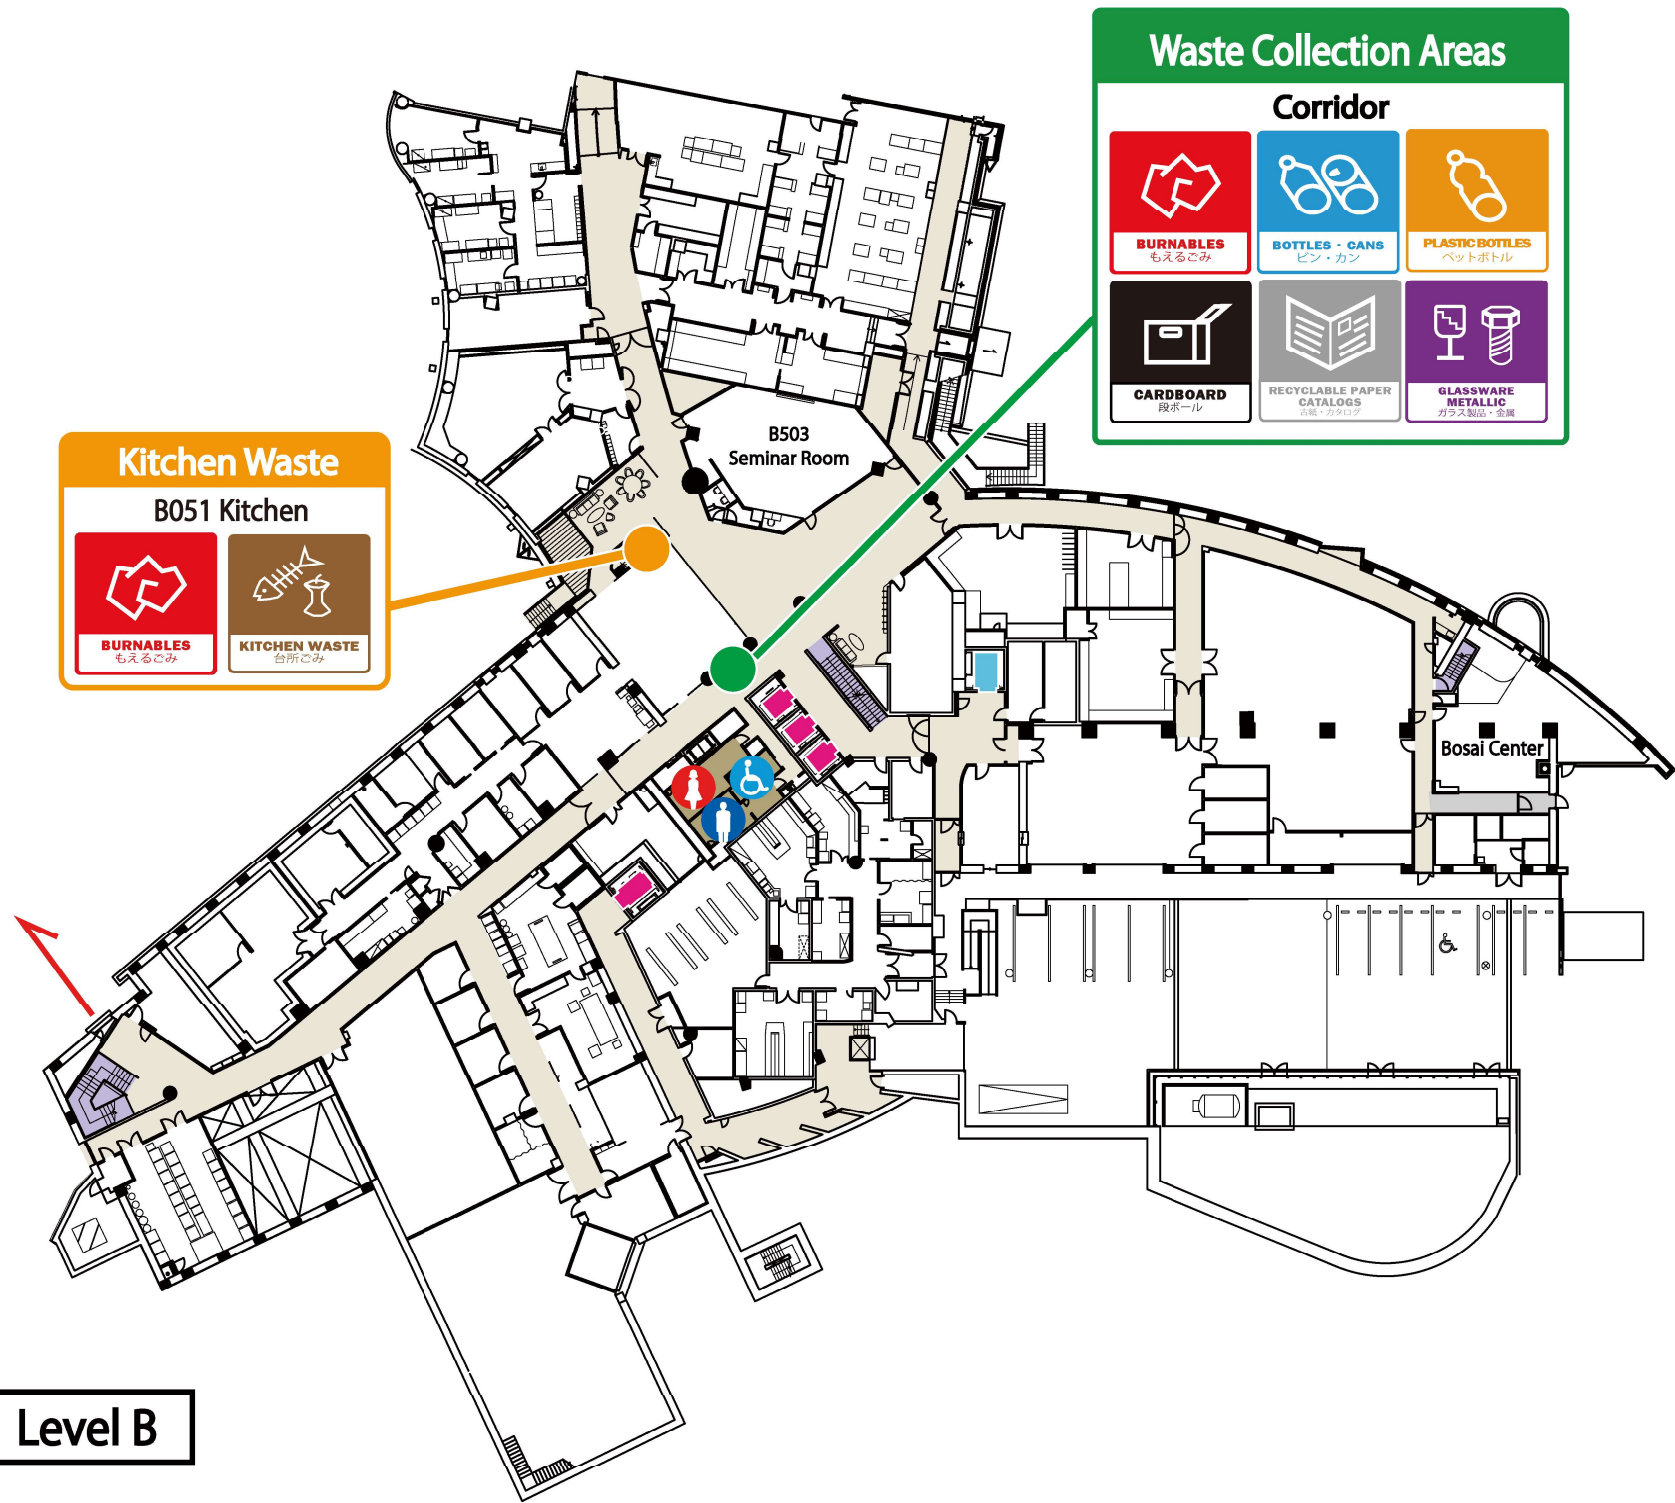 Waste Collection Areas
Corridor
BURNABLES
もえるごみ
BOTTLES・CANS
ビン・カン
PLASTIC BOTTLES
ペットボトル
CARDBOARD
段ボール
RECYCLABLE PAPER
CATALOGS
古紙・カタログ
GLASSWARE
METALLIC
ガラス製品・金属
B503
Seminar Room
Kitchen Waste
B051 Kitchen
BURNABLES
もえるごみ
KITCHEN WASTE
台所ごみ
Bosai Center
Level B